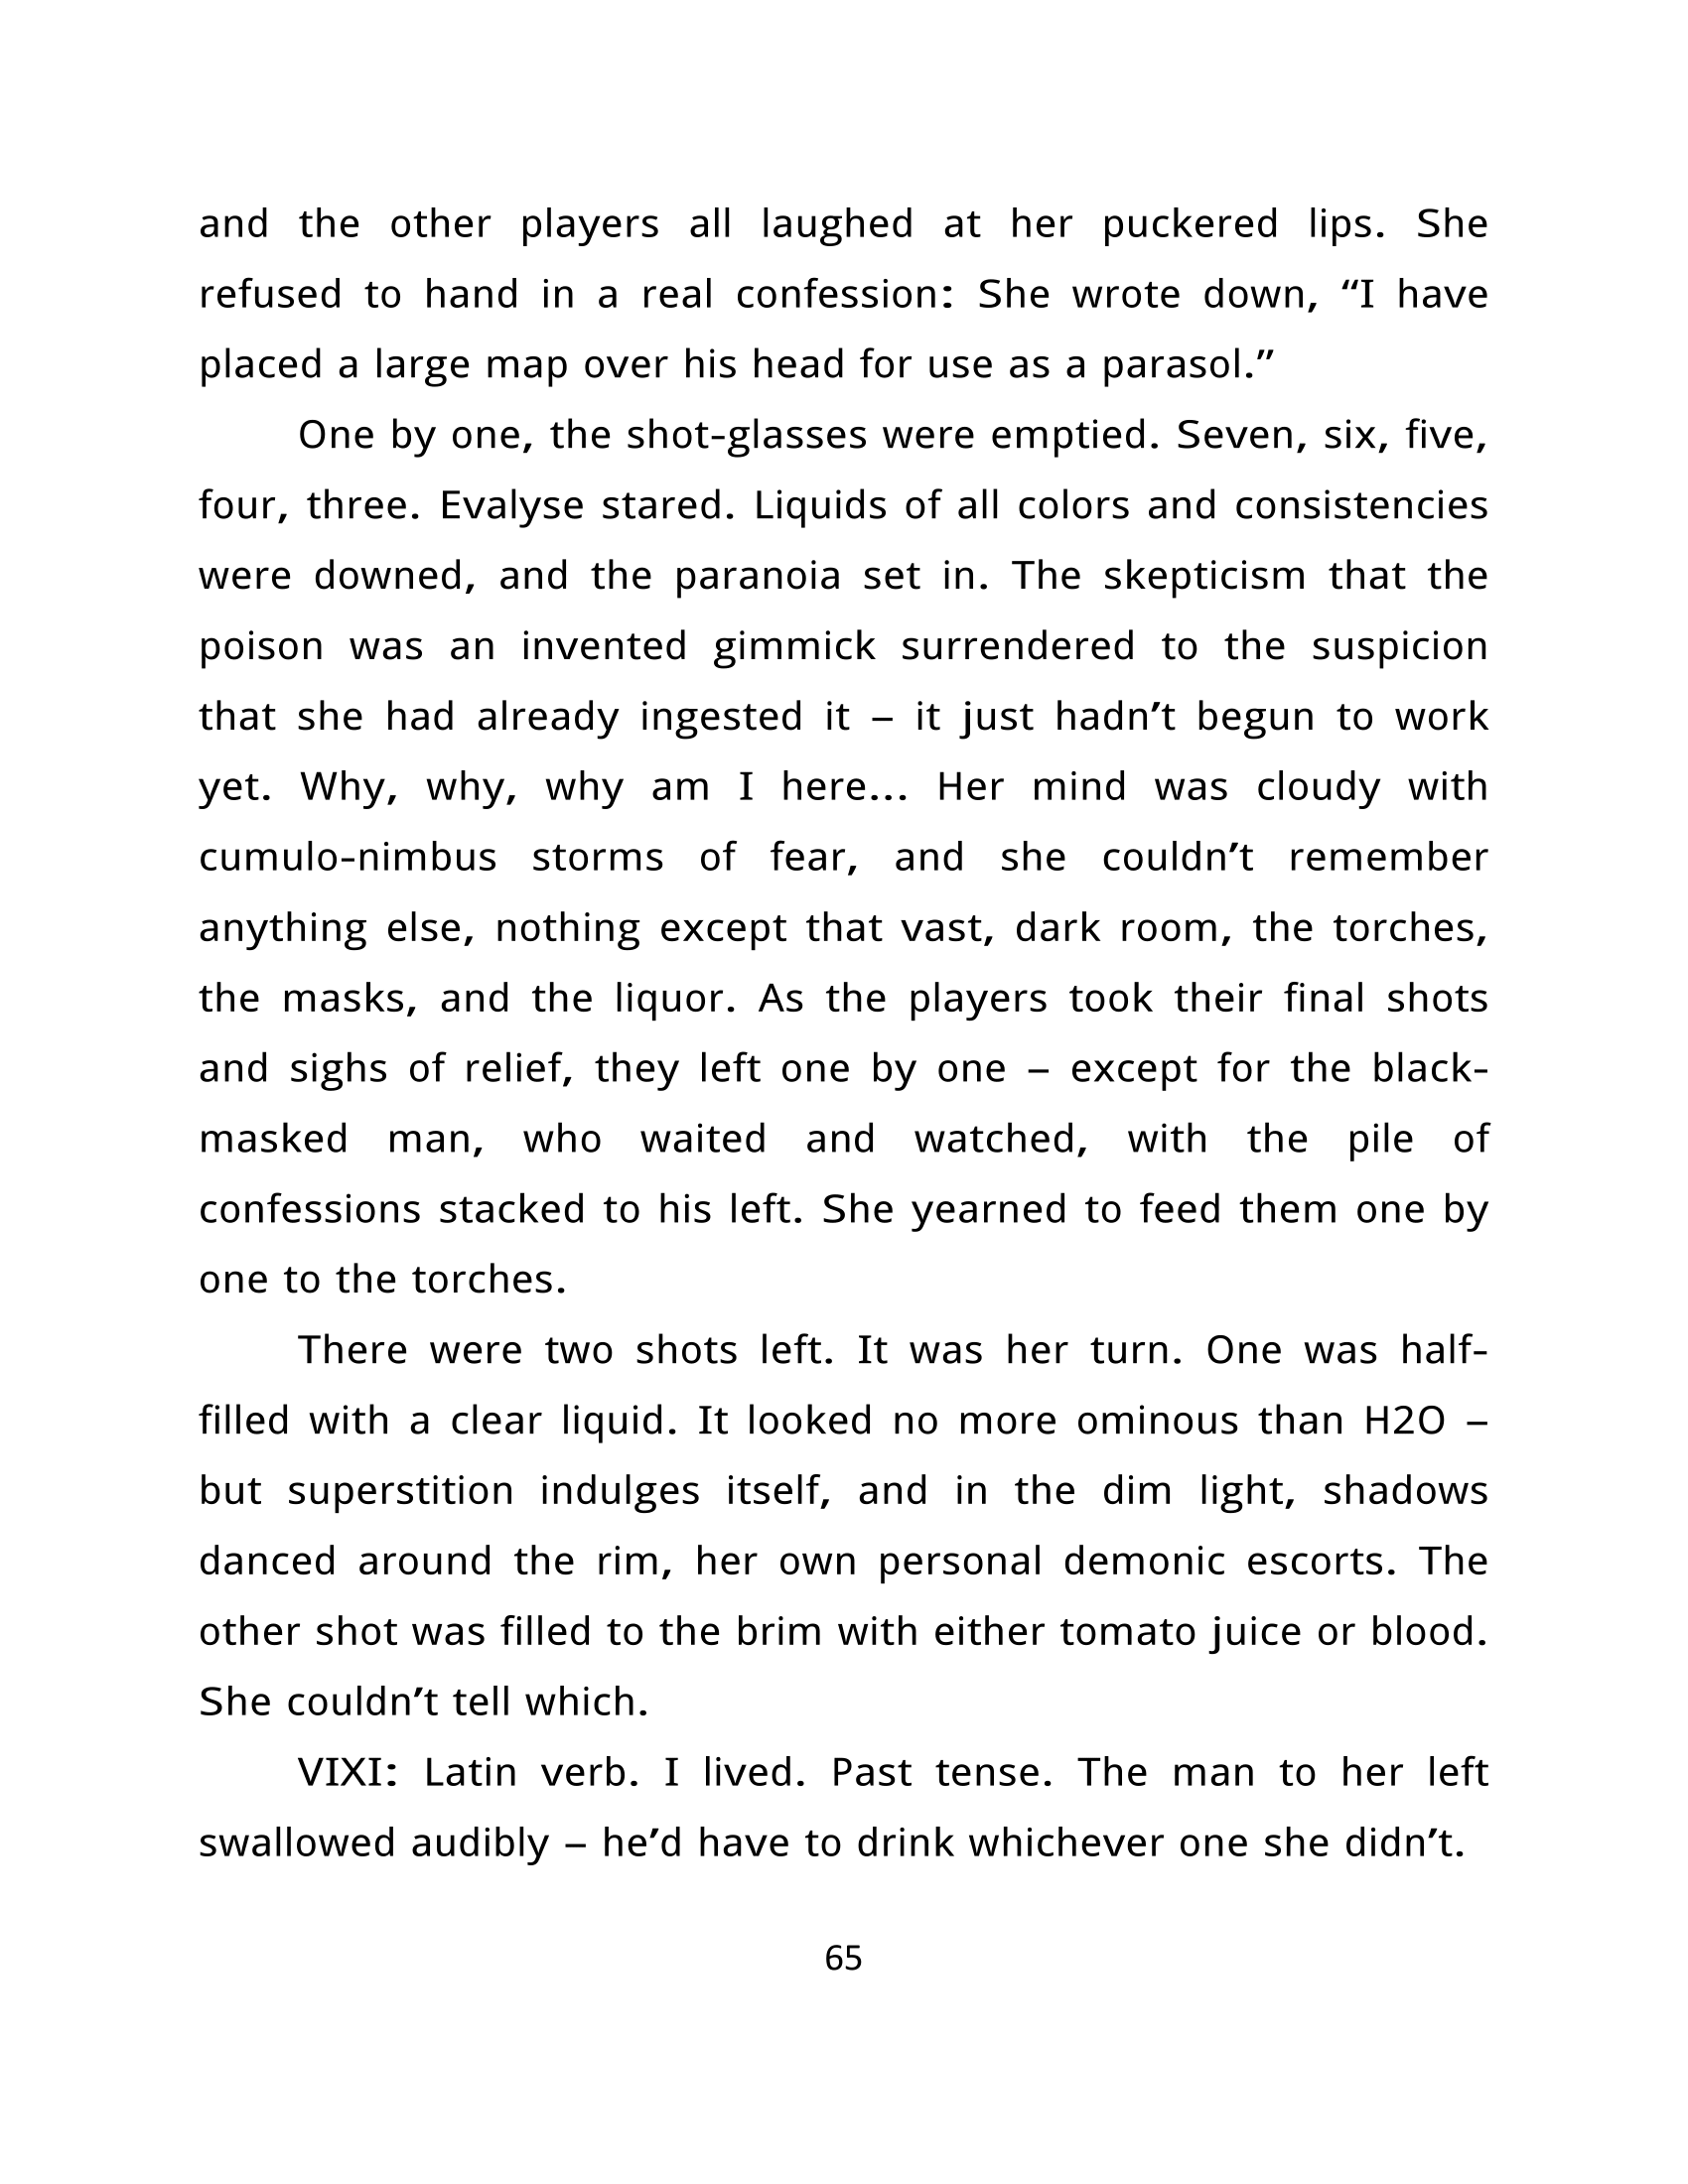 and the other players all laughed at her puckered lips. She
refused to hand in a real confession: She wrote down, “I have
placed a large map over his head for use as a parasol.”
One by one, the shot-glasses were emptied. Seven, six, five,
four, three. Evalyse stared. Liquids of all colors and consistencies
were downed, and the paranoia set in. The skepticism that the
poison was an invented gimmick surrendered to the suspicion
that she had already ingested it – it just hadn’t begun to work
yet. Why, why, why am I here... Her mind was cloudy with
cumulo-nimbus storms of fear, and she couldn’t remember
anything else, nothing except that vast, dark room, the torches,
the masks, and the liquor. As the players took their final shots
and sighs of relief, they left one by one – except for the black-
masked man, who waited and watched, with the pile of
confessions stacked to his left. She yearned to feed them one by
one to the torches.
There were two shots left. It was her turn. One was half-
filled with a clear liquid. It looked no more ominous than H2O –
but superstition indulges itself, and in the dim light, shadows
danced around the rim, her own personal demonic escorts. The
other shot was filled to the brim with either tomato juice or blood.
She couldn’t tell which.
VIXI: Latin verb. I lived. Past tense. The man to her left
swallowed audibly – he’d have to drink whichever one she didn’t.
65